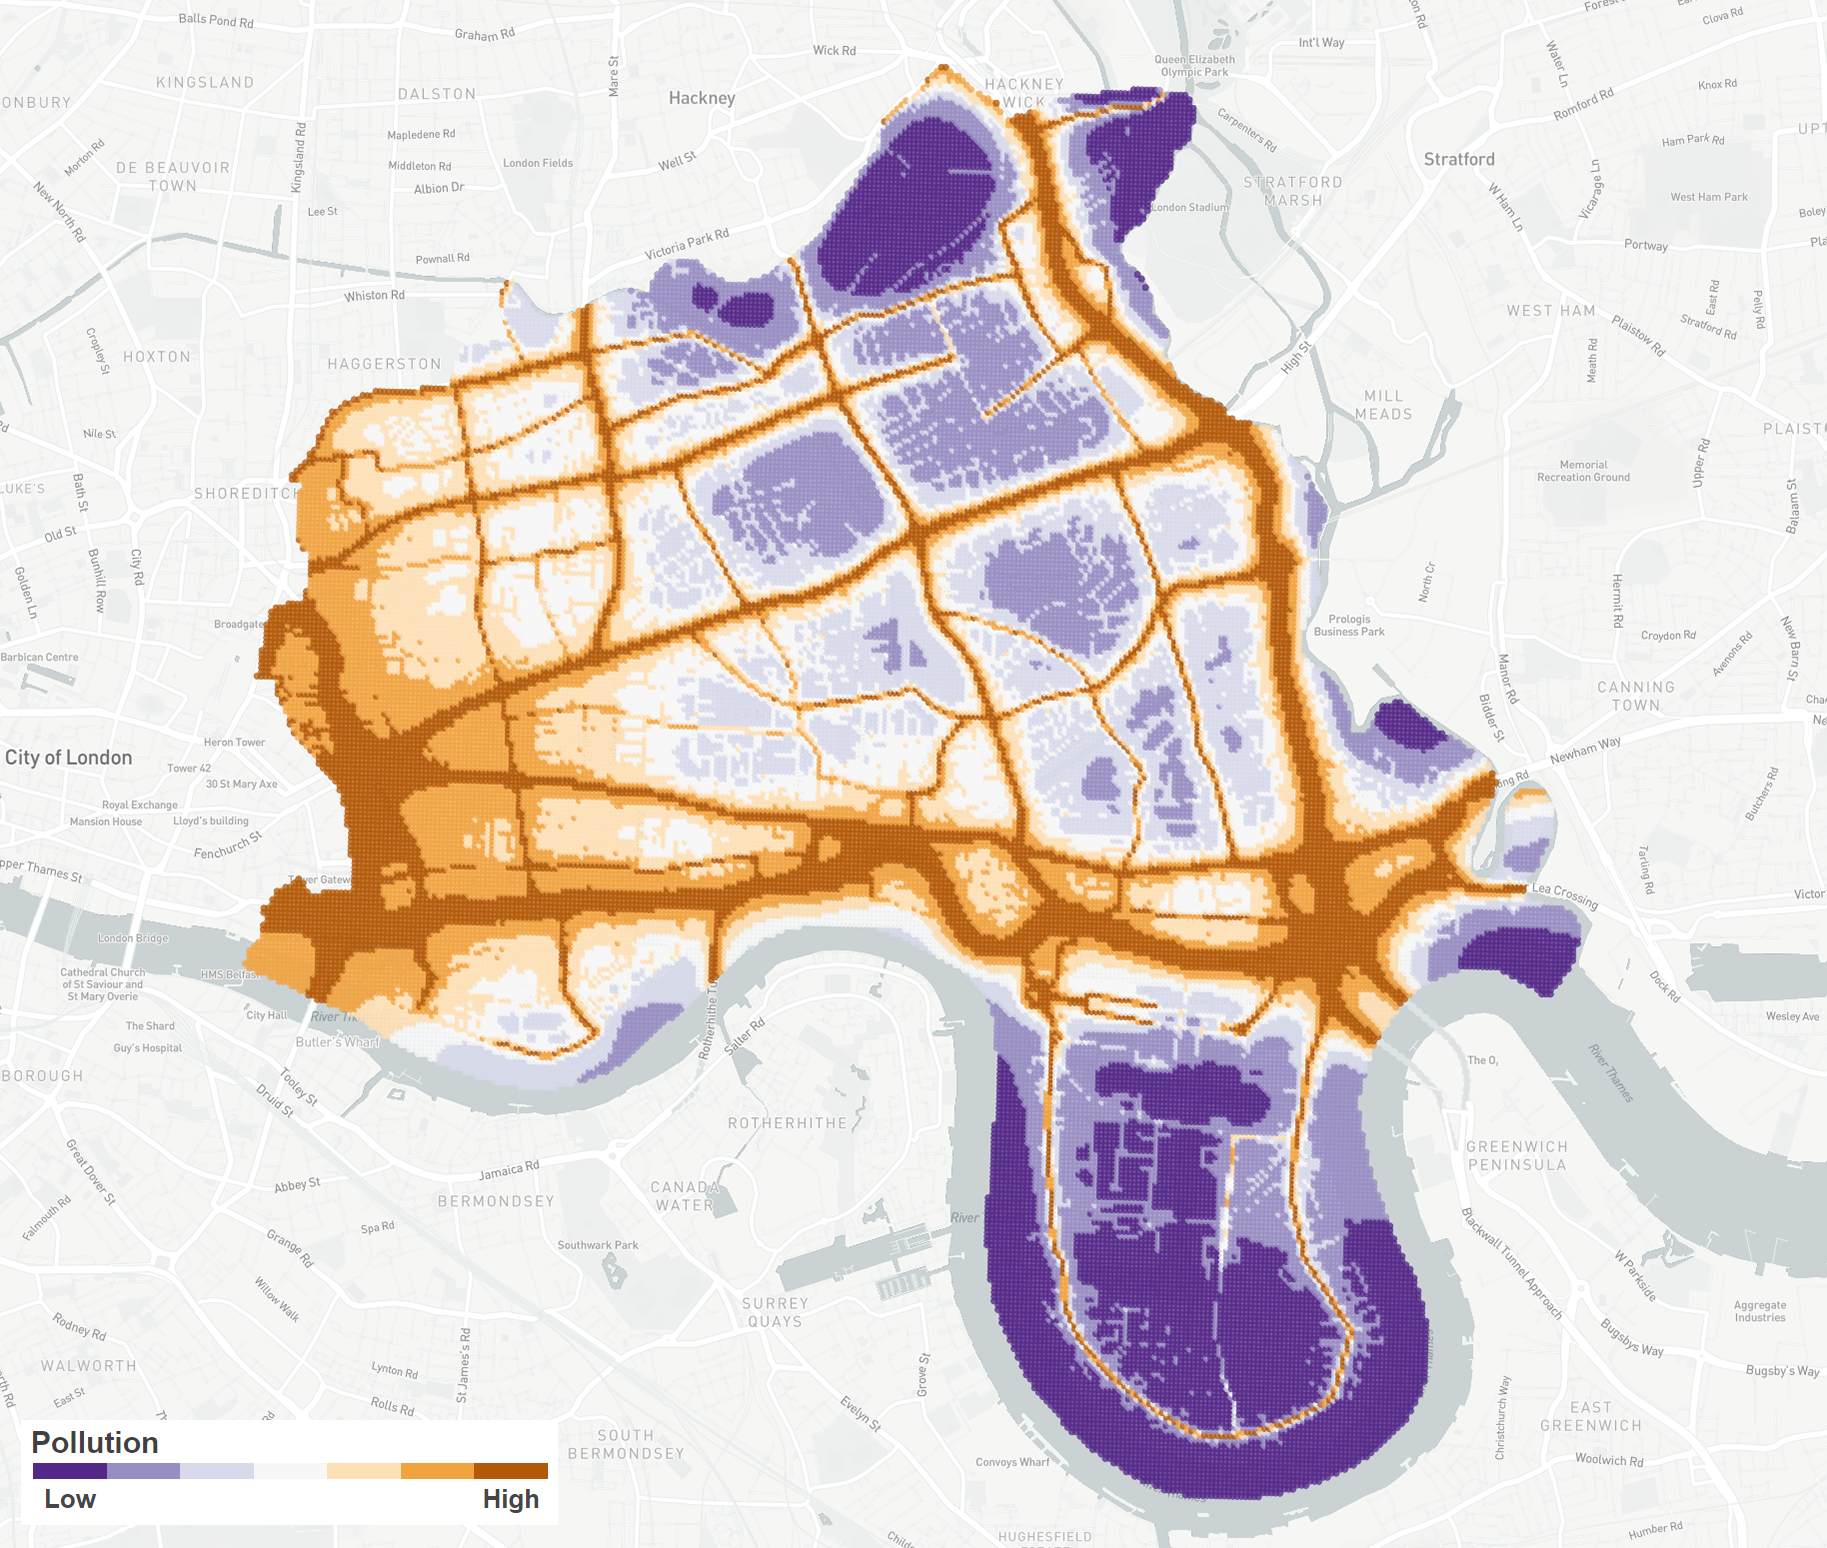 Balls Pond Rd
Graham Rd
Wick Rd
Int'l Way
Clova Rd
KINGSLAND
Mare St
Queen Elizabeth
Olympic Park
Water Ln
Knox Rd
ONBURY
DALSTON
Hackney
HACKNEY
WICK
Romford Rd
Kingsland Rd
Mapledene Rd
Carpenters Rd
Ham Park Rd
UPT
Morton Rd
DE BEAUVOIR
TOWN
Middleton Rd
London Fields
Well St
Stratford
Albion Dr
STRATFORD
MARSH
W Ham Ln
Vicarage Ln
West Ham Park
New North Rd
Lee St
London Stadium
Boley
Victoria Park Rd
Portway
Pla
Pownall Rd
Whiston Rd
WEST HAM
East Rd
Pelly Rd
Stratford Rd
Plaistow Rd
Cropley St
HOXTON
HAGGERSTON
High St
Meath Rd
MILL
MEADS
Nile St
PLAIST
Upper Rd
LUKE'S
Bath St
SHOREDITCH
Memorial
Recreation Ground
Balaam St
Old St
City Rd
Bunhill Row
Golden Ln
North Cr
Hermit Rd
Broadgate
Prologis
Business Park
Croydon Rd
New Barn St
Avenons Rd
Barbican Centre
Manor Rd
CANNING
TOWN
Bidder St
Cha
Heron Tower
City of London
Newham Way
Tower 42
30 St Mary Axe
ng Rd
Butchers Rd
Royal Exchange
Mansion House
Lloyd's building
Fenchurch St
Tarling Rd
pper Thames St
Tower Gatew
Lea Crossing
Victor
London Bridge
Cathedral Church
of St Saviour and
St Mary Overie
HMS Belfas
Dock Rd
City Hall
River Tha
The Shard
Butler's Wharf
Rotherhithe Tu
Salter Rd
Wesley Ave
Guy's Hospital
The O2
River Thames
BOROUGH
Tooley St
Druid St
ROTHERHITHE
GREENWICH
PENINSULA
Great Dover St
Jamaica Rd
Abbey St
BERMONDSEY
CANADA
WATER
Falmouth Rd
Spa Rd
River
Blackwall Tunnel Approach
Grange Rd
Southwark Park
W Parkside
Willow Walk
SURREY
QUAYS
Aggregate
Industries
Rodney Rd
Bugsbys Way
WALWORTH
St James's Rd
Lynton Rd
Grove St
Bugsby's Way
East St
Rolls Rd
Evelyn St
Christchurch Way
EAST
GREENWICH
SOUTH
BERMONDSEY
Convoys Wharf
Woolwich Rd
HUGHESFIELD
Humber Rd
Pollution
Low
High